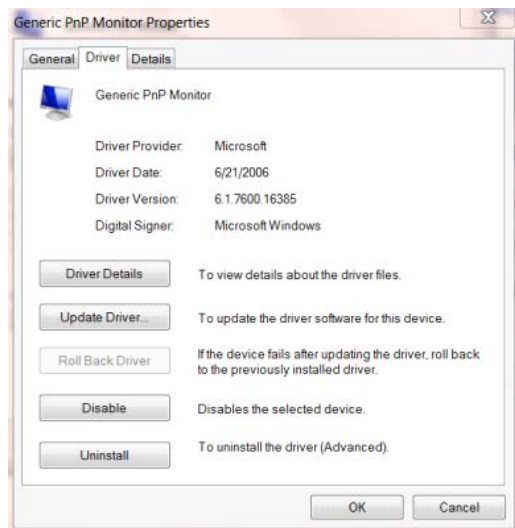 Generic PnP Monitor Properties
General Driver Details
Generic PnP Monitor
Driver Provider: Microsoft
Driver Date: 6/21/2006
Driver Version: 6.1.7600.16385
Digital Signer: Microsoft Windows
Driver Details To view details about the driver files.
Update Driver... To update the driver software for this device.
Roll Back Driver If the device fails after updating the driver, roll back
to the previously installed driver.
Disable Disables the selected device.
Uninstall To uninstall the driver (Advanced).
OK Cancel